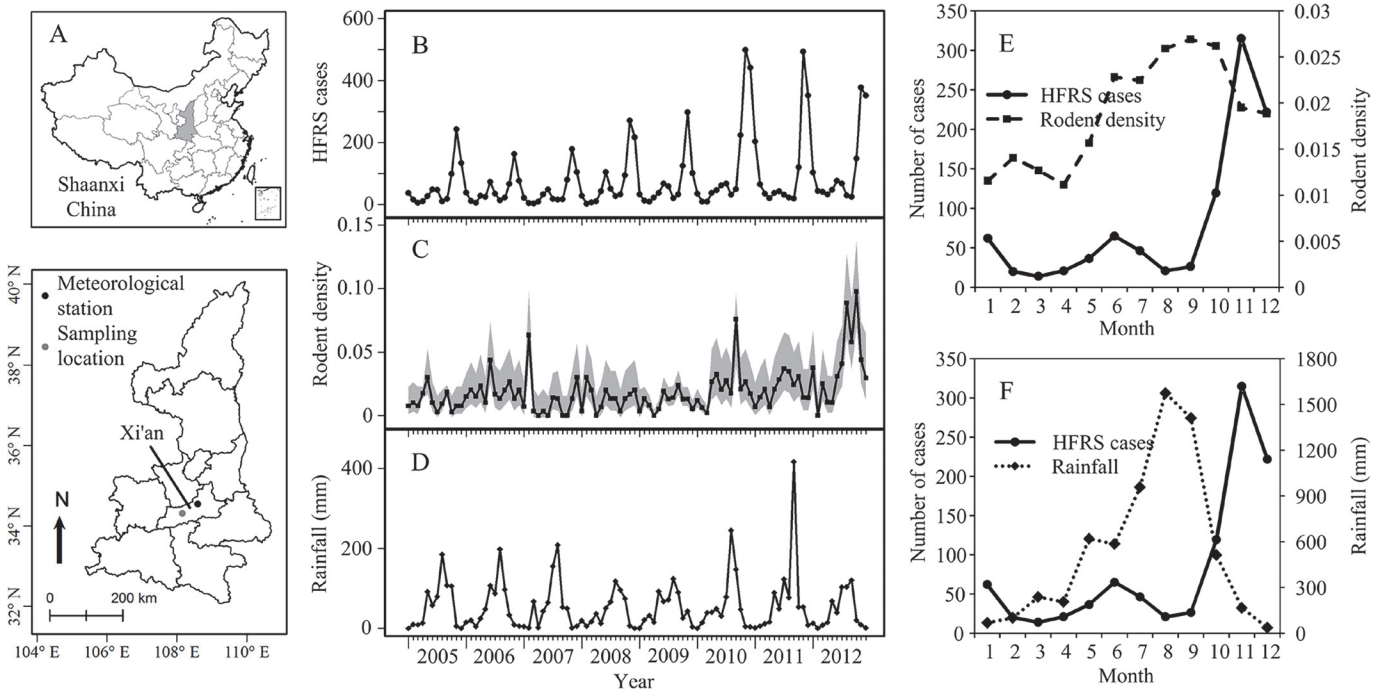 A
Shaanxi
China
40° N
38° N
36° N
34° N
32° N
Meteorological
station
Sampling
location
Xi'an
N
0 200 km
104° E 106° E 108° E 110° E
B
HFRS cases
600
400
200
0
C
Rodent density
0.15
0.10
0.05
0
D
Rainfall (mm)
400
200
0
2005 2006 2007 2008 2009 2010 2011 2012
Year
E
Number of cases
350
300
250
200
150
100
50
0
HFRS cases
Rodent density
0.03
0.025
0.02
0.015
0.01
0.005
0
Rodent density
1 2 3 4 5 6 7 8 9 10 11 12
Month
F
Number of cases
350
300
250
200
150
100
50
0
HFRS cases
Rainfall
1800
1500
1200
900
600
300
0
Rainfall (mm)
1 2 3 4 5 6 7 8 9 10 11 12
Month